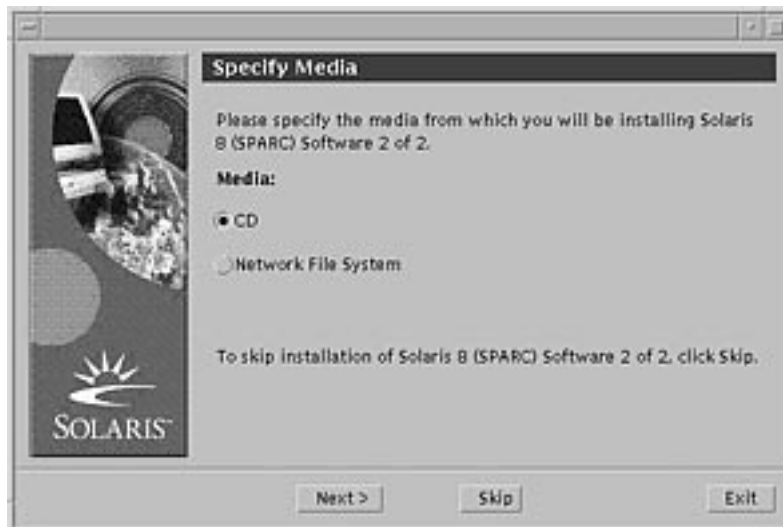 Specify Media
Please specify the media from which you will be installing Solaris
8 (SPARC) Software 2 of 2.
Media:
CD
Network File System
To skip installation of Solaris 8 (SPARC) Software 2 of 2, click Skip.
SOLARIS™
Next >
Skip
Exit